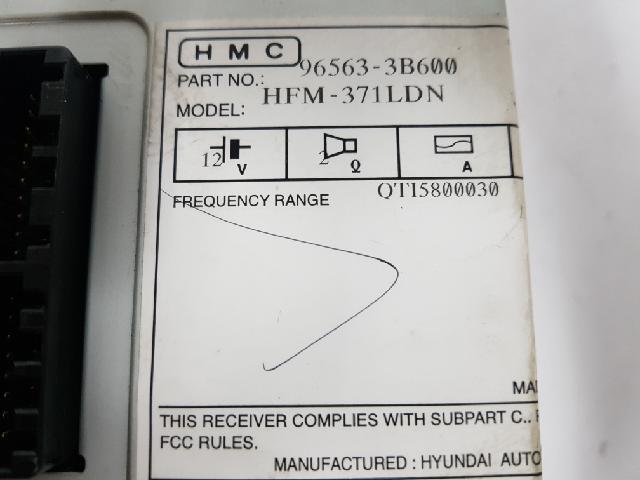 HMC
PART NO.: 96563-3B600
MODEL: HFM-371LDN
12 V 2 Ω A
FREQUENCY RANGE QTI5800030
THIS RECEIVER COMPLIES WITH SUBPART C..
FCC RULES.
MANUFACTURED : HYUNDAI AUTO